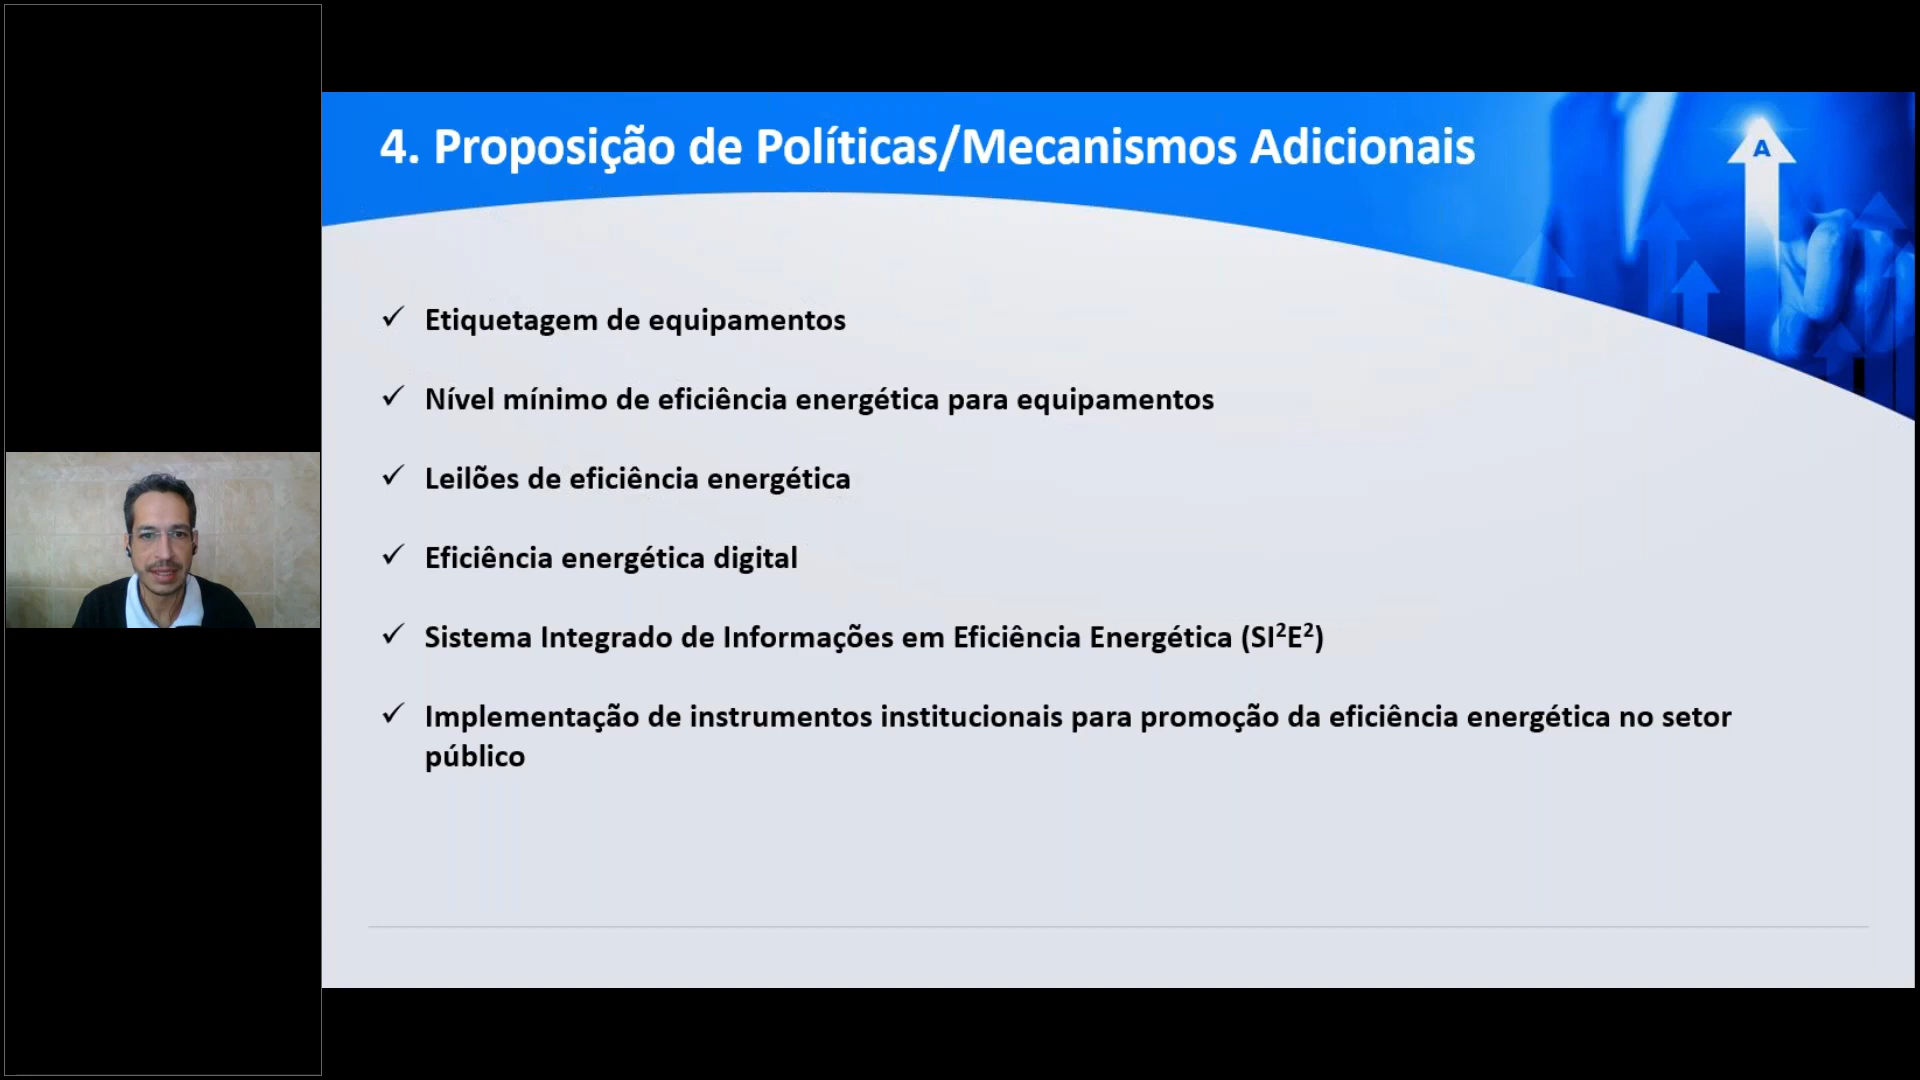 4. Proposição de Políticas/Mecanismos Adicionais
A
✓ Etiquetagem de equipamentos
✓ Nível mínimo de eficiência energética para equipamentos
✓ Leilões de eficiência energética
✓ Eficiência energética digital
✓ Sistema Integrado de Informações em Eficiência Energética (SI²E²)
✓ Implementação de instrumentos institucionais para promoção da eficiência energética no setor
público